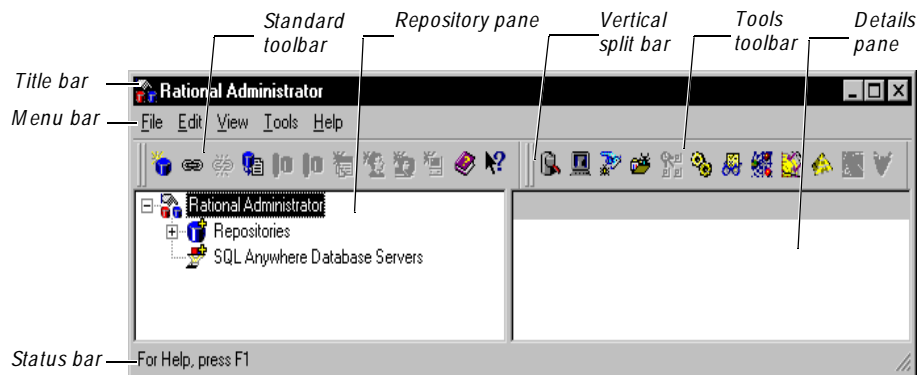 Standard
toolbar
Repository pane
Vertical
split bar
Tools
toolbar
Details
pane
Title bar
Rational Administrator
Menu bar
File Edit View Tools Help
Rational Administrator
Repositories
SQL Anywhere Database Servers
Status bar
For Help, press F1